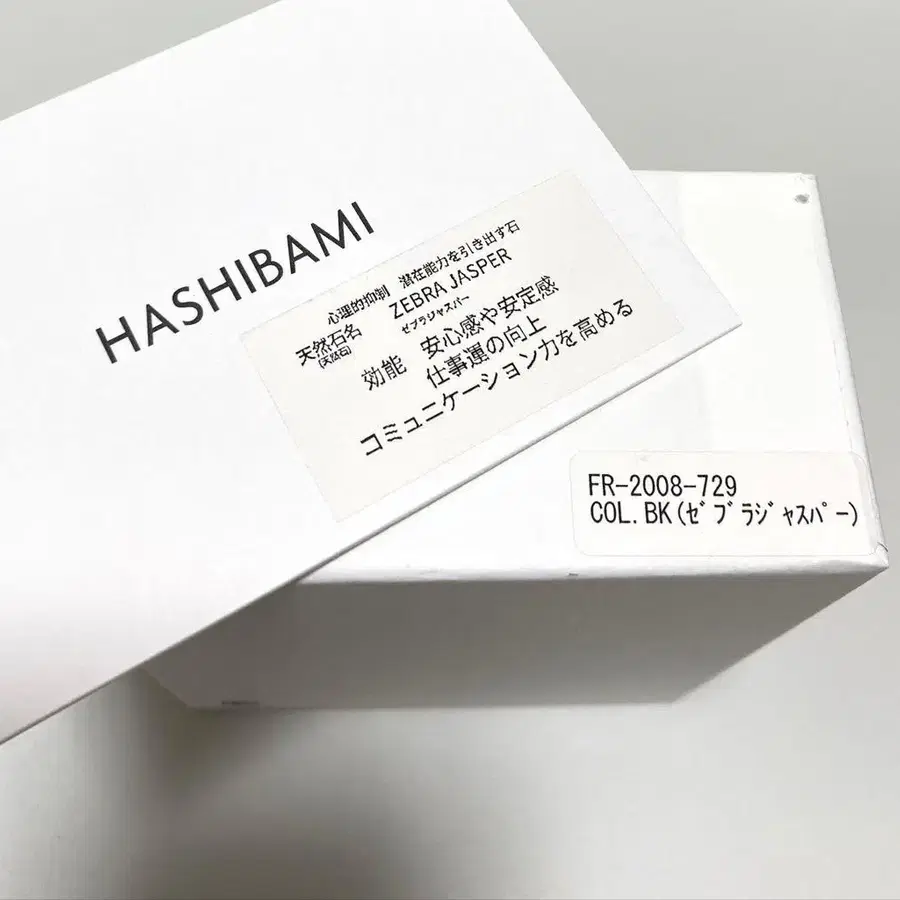 HASHIBAMI
心理的抑制 潜在能力を引き出す石
天然石名 ZEBRA JASPER
(天然石) ゼブラジャスパー
効能 安心感や安定感
仕事運の向上
コミュニケーション力を高める
FR-2008-729
COL.BK(ｾﾞﾌﾞﾗｼﾞｬｽﾊﾟｰ)